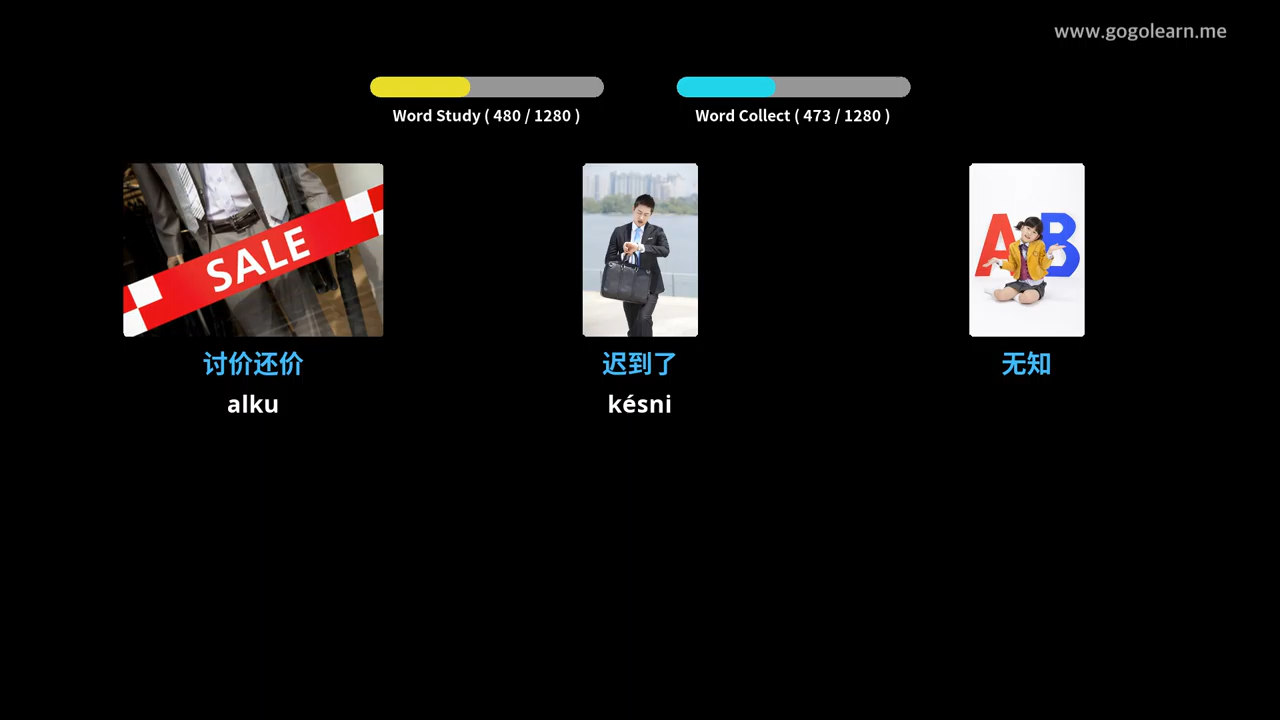 www.gogolearn.me
Word Study ( 480 / 1280 )
Word Collect ( 473 / 1280 )
SALE
A B
讨价还价
迟到了
无知
alku
késni